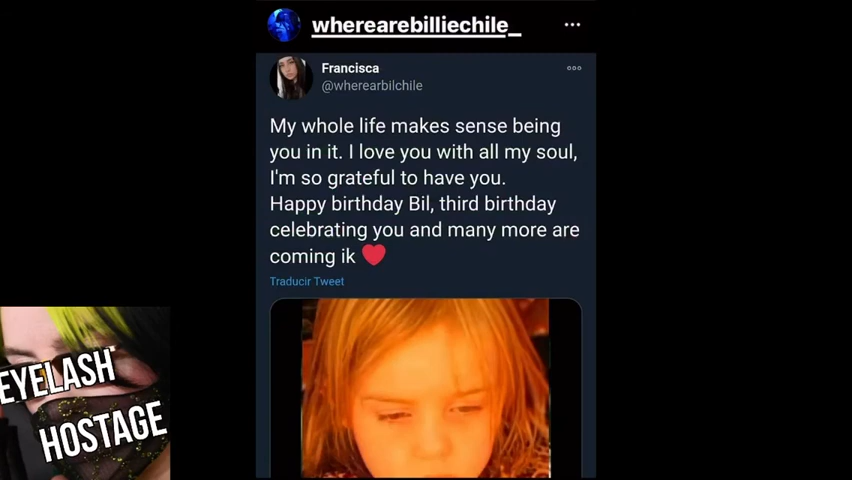 wherearebilliechile_
Francisca
@wherearbilchile
My whole life makes sense being
you in it. I love you with all my soul,
I'm so grateful to have you.
Happy birthday Bil, third birthday
celebrating you and many more are
coming ik ❤️
Traducir Tweet
EYELASH
HOSTAGE